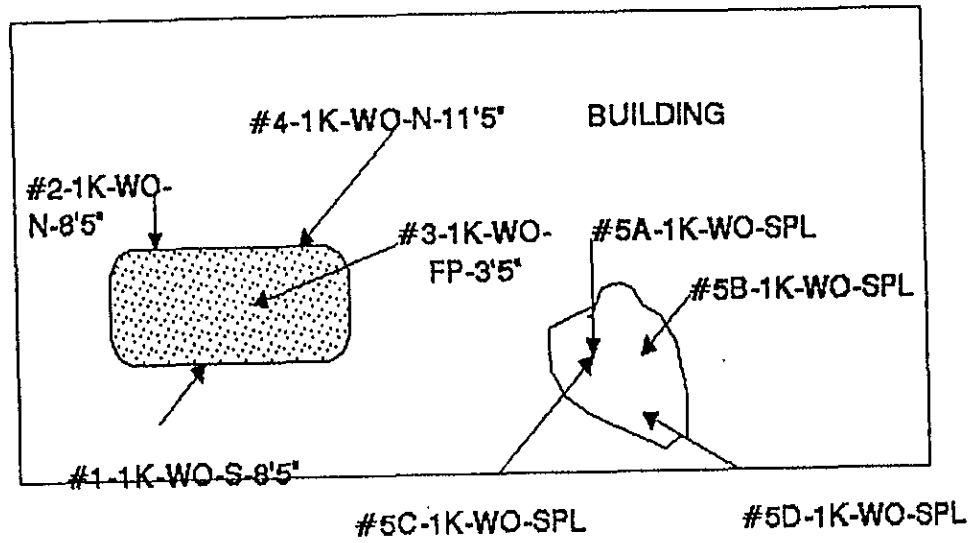 #4-1K-WO-N-11'5"
BUILDING
#2-1K-WO-
N-8'5"
#3-1K-WO-
FP-3'5"
#5A-1K-WO-SPL
#5B-1K-WO-SPL
#1-1K-WO-S-8'5"
#5C-1K-WO-SPL
#5D-1K-WO-SPL